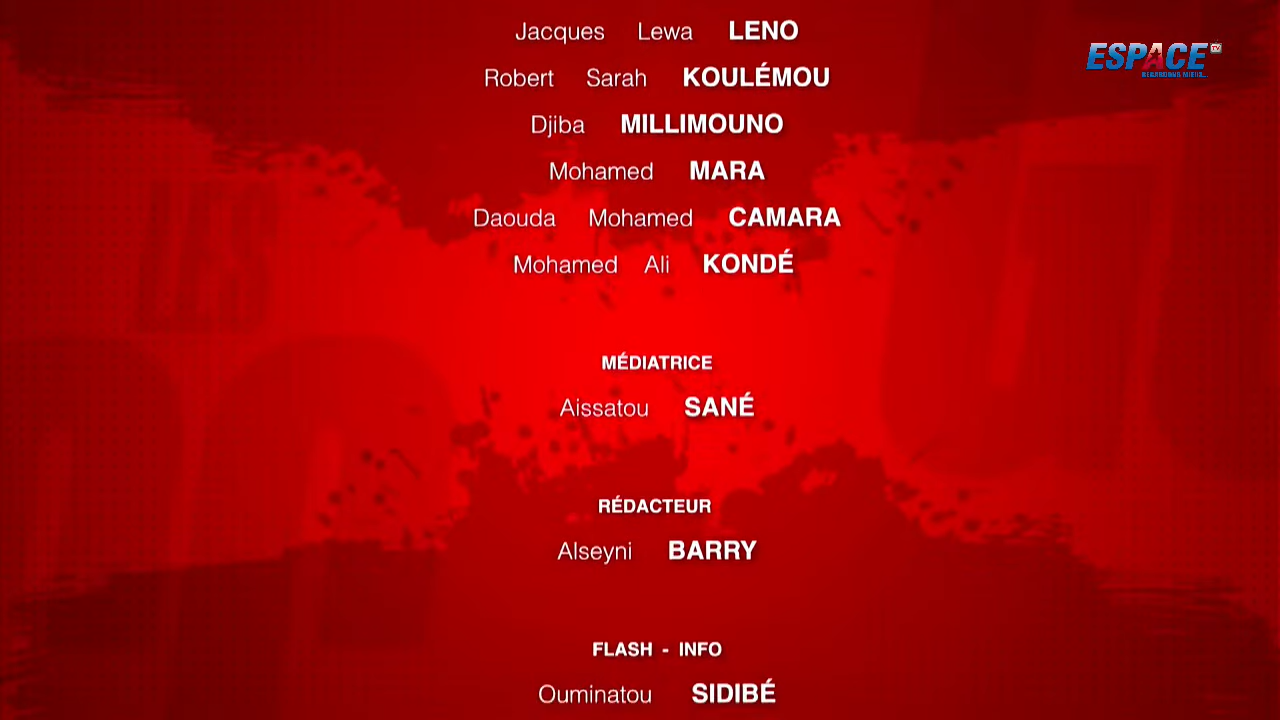 Jacques Lewa LENO
ESPACE TV
Robert Sarah KOULÉMOU
Djiba MILLIMOUNO
Mohamed MARA
Daouda Mohamed CAMARA
Mohamed Ali KONDÉ
MÉDIATRICE
Aissatou SANÉ
RÉDACTEUR
Alseyni BARRY
FLASH - INFO
Ouminatou SIDIBÉ